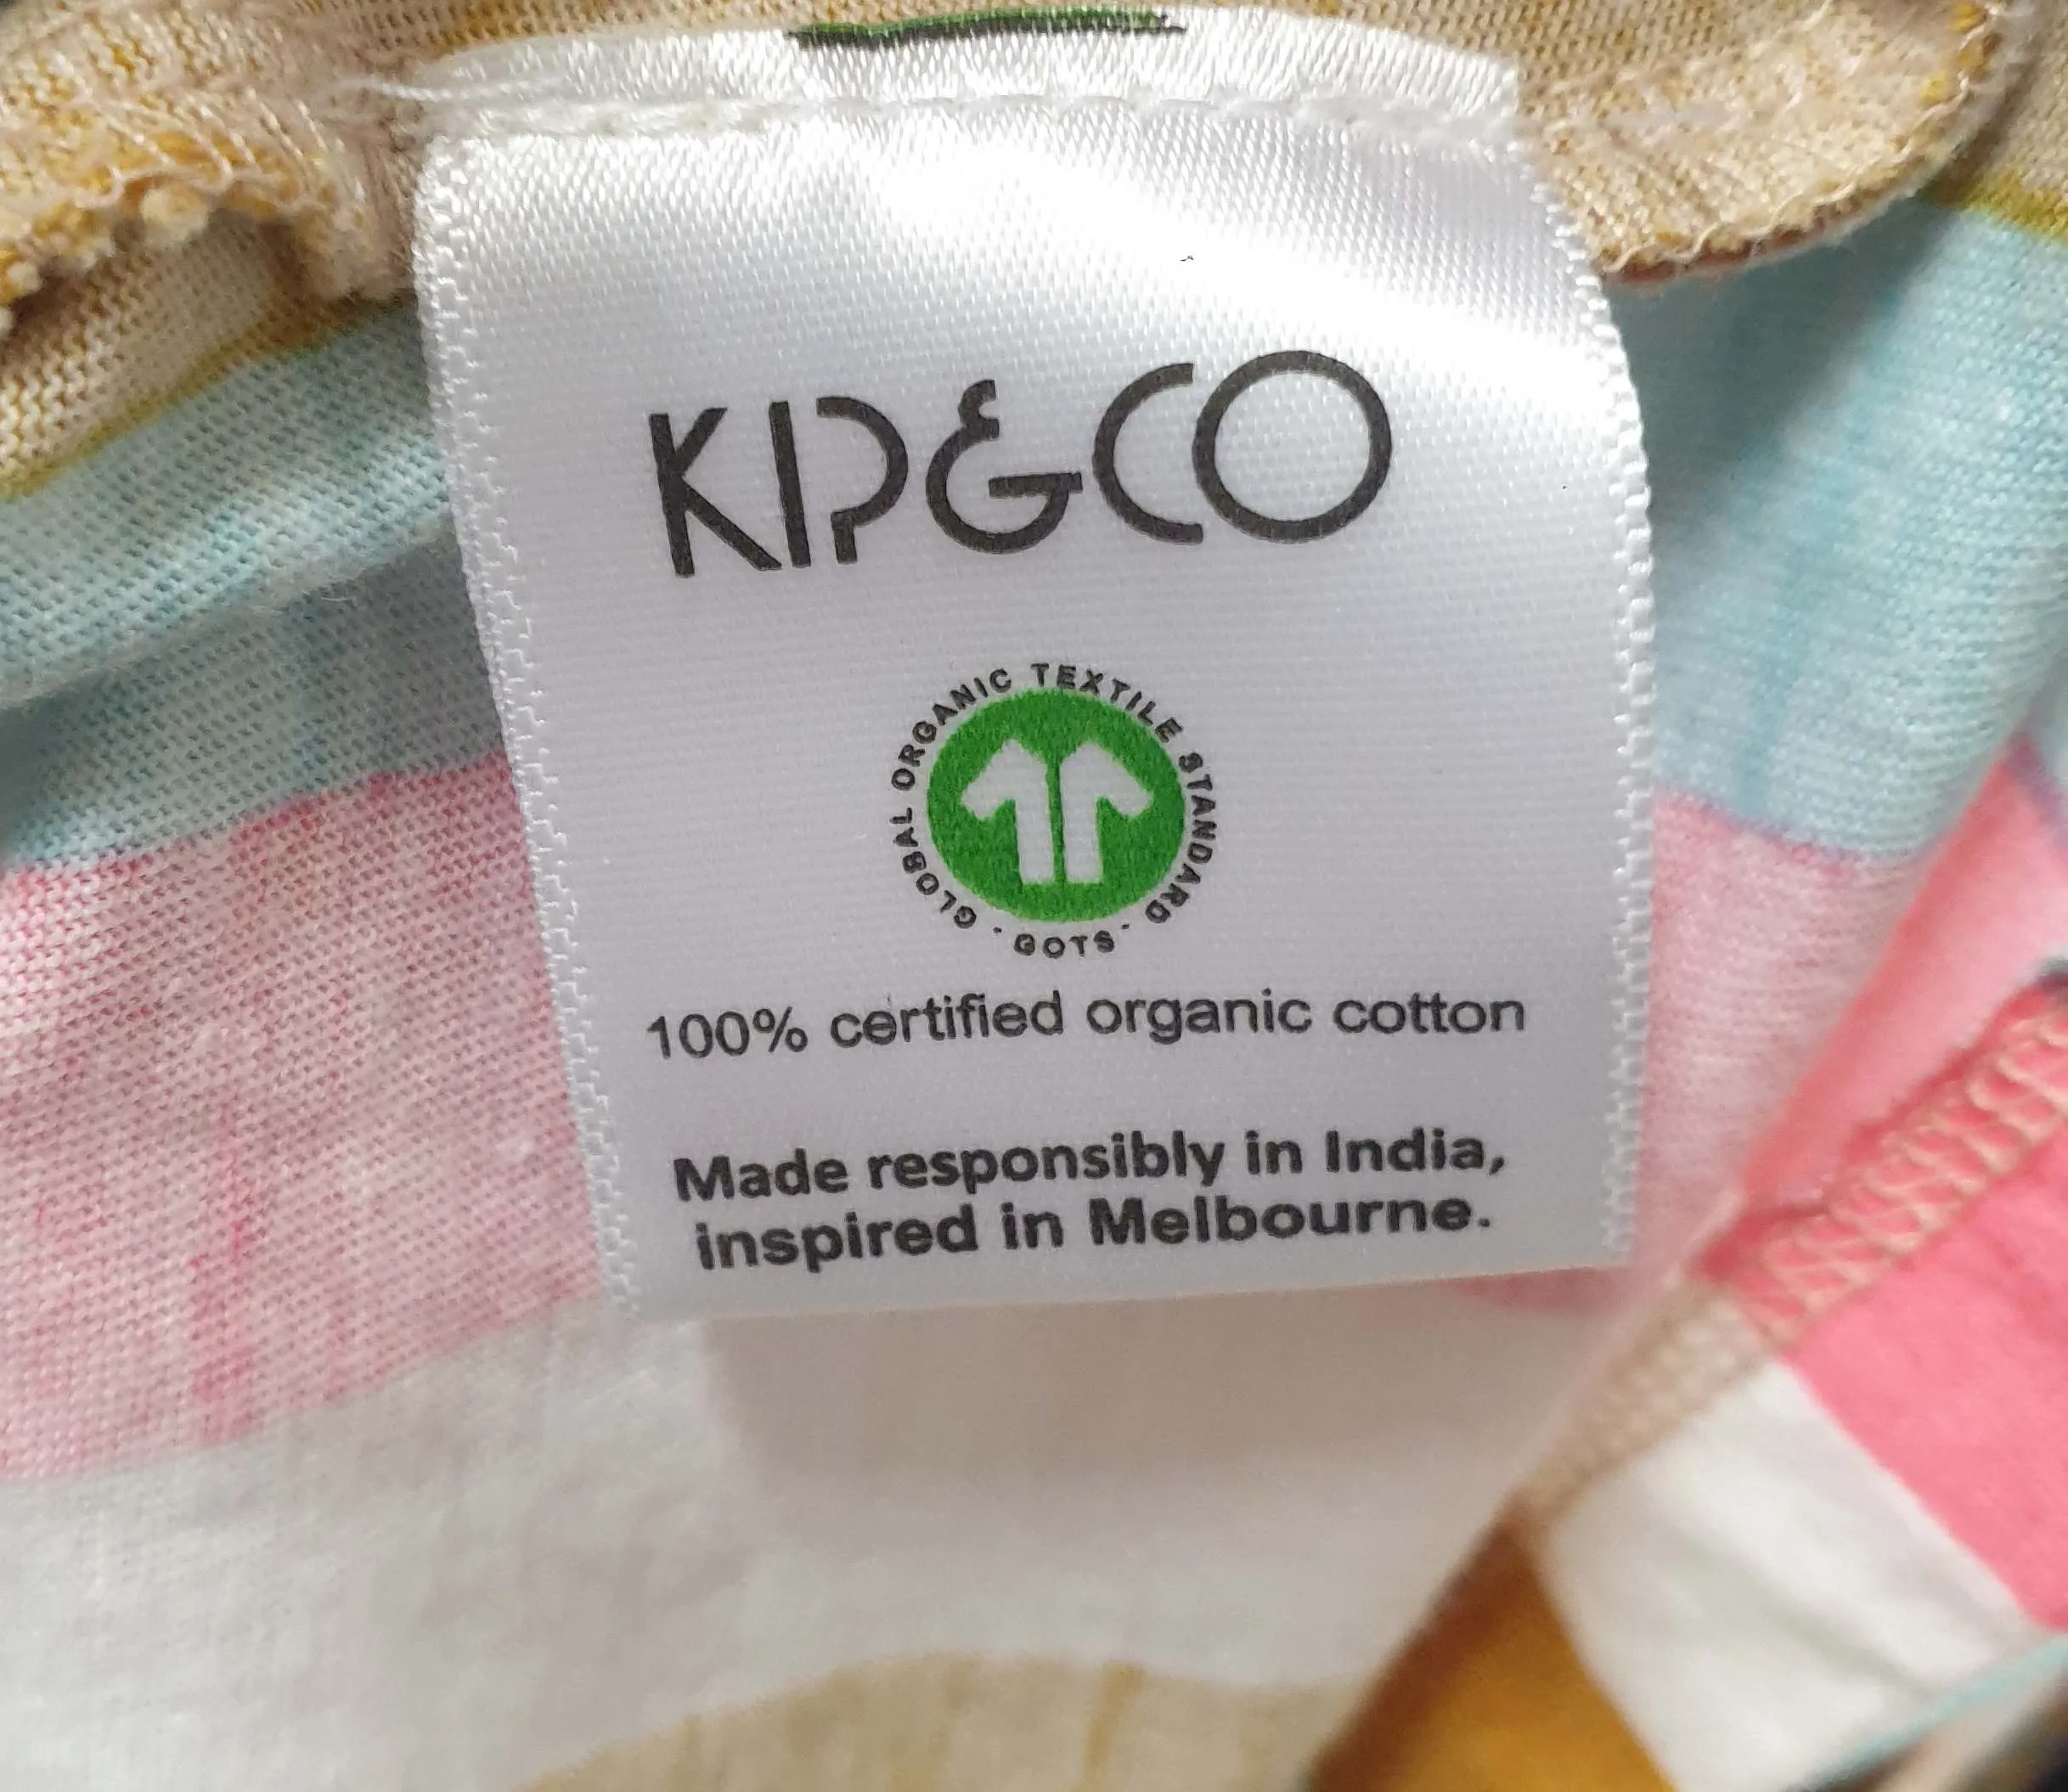 KIP&CO
GLOBAL ORGANIC TEXTILE STANDARD · GOTS ·
100% certified organic cotton
Made responsibly in India,
inspired in Melbourne.